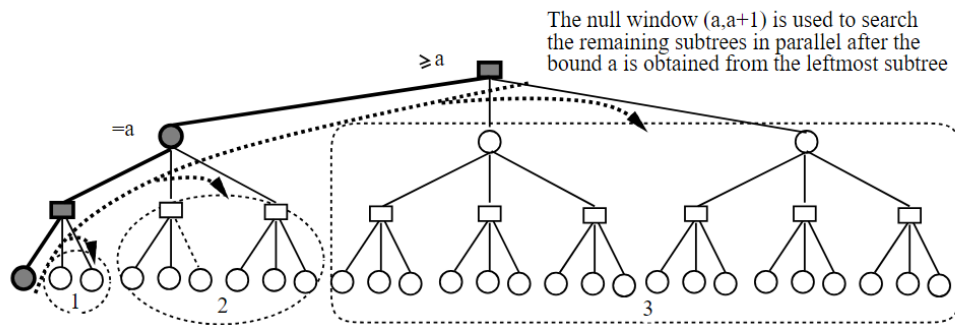 The null window (a,a+1) is used to search
the remaining subtrees in parallel after the
bound a is obtained from the leftmost subtree
⩾a
=a
1
2
3